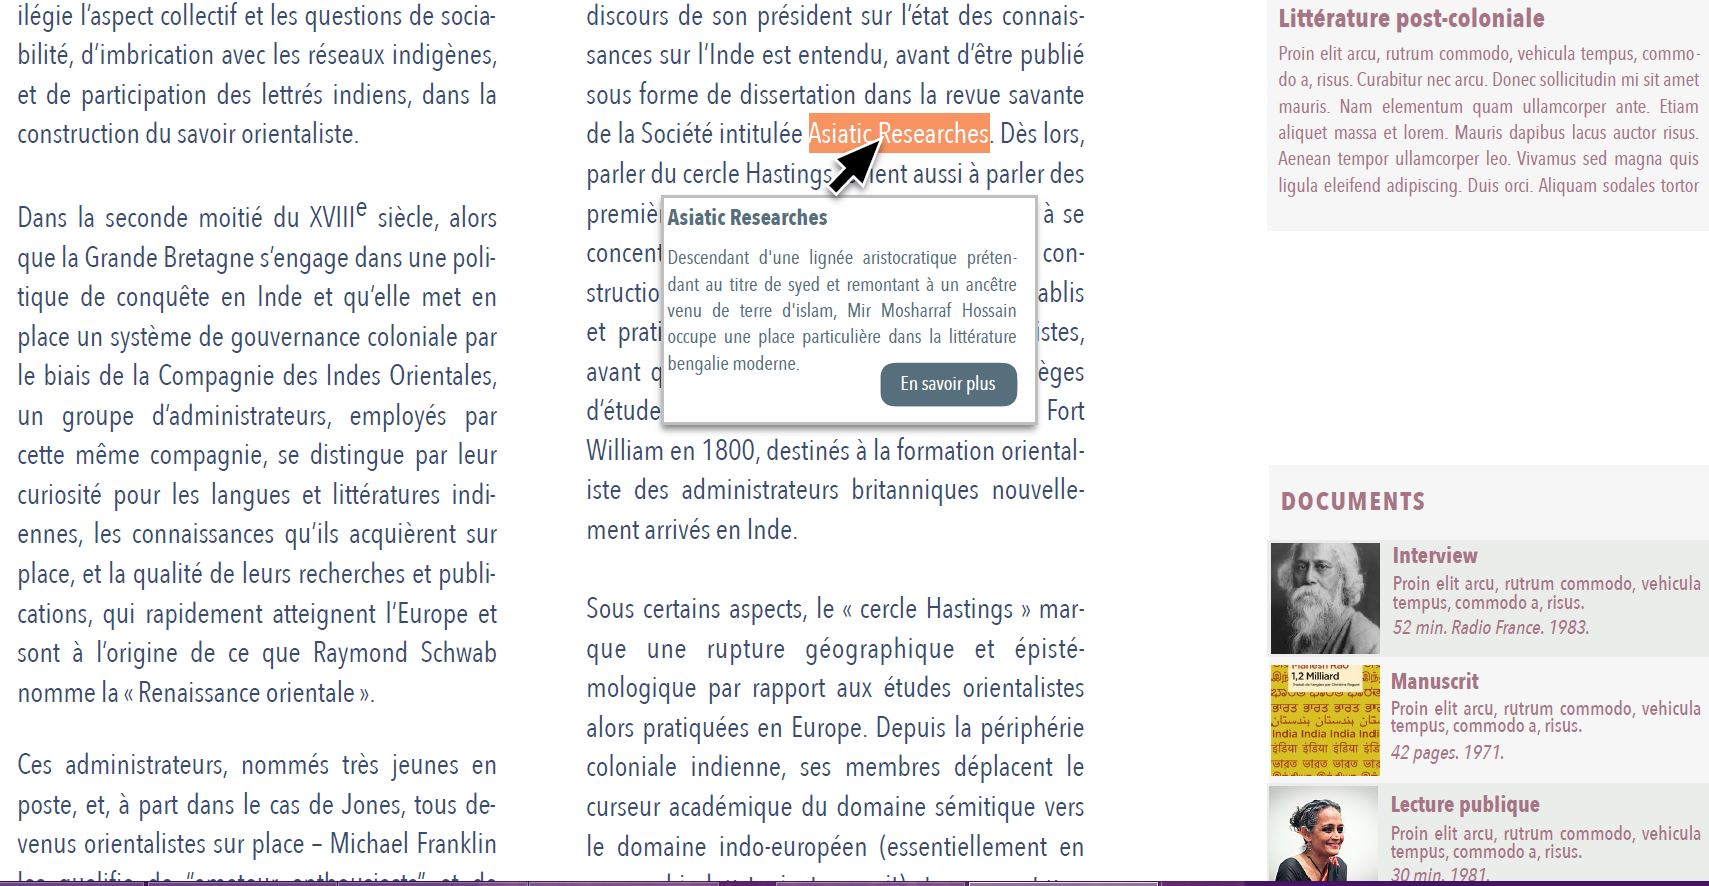 ilégie l'aspect collectif et les questions de socia-
bilité, d'imbrication avec les réseaux indigènes,
et de participation des lettrés indiens, dans la
construction du savoir orientaliste.
Dans la seconde moitié du XVIIIe siècle, alors
que la Grande Bretagne s'engage dans une poli-
tique de conquête en Inde et qu'elle met en
place un système de gouvernance coloniale par
le biais de la Compagnie des Indes Orientales,
un groupe d'administrateurs, employés par
cette même compagnie, se distingue par leur
curiosité pour les langues et littératures indi-
ennes, les connaissances qu'ils acquièrent sur
place, et la qualité de leurs recherches et publi-
cations, qui rapidement atteignent l'Europe et
sont à l'origine de ce que Raymond Schwab
nomme la « Renaissance orientale ».
Ces administrateurs, nommés très jeunes en
poste, et, à part dans le cas de Jones, tous de-
venus orientalistes sur place – Michael Franklin
les qualifie de "amateur enthousiasts" et de
discours de son président sur l'état des connais-
sances sur l'Inde est entendu, avant d'être publié
sous forme de dissertation dans la revue savante
de la Société intitulée Asiatic Researches. Dès lors,
parler du cercle Hastings ent aussi à parler des
premiè à se
concent con-
structio ablis
et prati istes,
avant q èges
d'étude Fort
William en 1800, destinés à la formation oriental-
iste des administrateurs britanniques nouvelle-
ment arrivés en Inde.
Sous certains aspects, le « cercle Hastings » mar-
que une rupture géographique et épisté-
mologique par rapport aux études orientalistes
alors pratiquées en Europe. Depuis la périphérie
coloniale indienne, ses membres déplacent le
curseur académique du domaine sémitique vers
le domaine indo-européen (essentiellement en
Asiatic Researches
Descendant d'une lignée aristocratique préten-
dant au titre de syed et remontant à un ancêtre
venu de terre d'islam, Mir Mosharraf Hossain
occupe une place particulière dans la littérature
bengalie moderne.
En savoir plus
Littérature post-coloniale
Proin elit arcu, rutrum commodo, vehicula tempus, commo-
do a, risus. Curabitur nec arcu. Donec sollicitudin mi sit amet
mauris. Nam elementum quam ullamcorper ante. Etiam
aliquet massa et lorem. Mauris dapibus lacus auctor risus.
Aenean tempor ullamcorper leo. Vivamus sed magna quis
ligula eleifend adipiscing. Duis orci. Aliquam sodales tortor
DOCUMENTS
Interview
Proin elit arcu, rutrum commodo, vehicula
tempus, commodo a, risus.
52 min. Radio France. 1983.
Mahesh Rao
1,2 Milliard
India India India Indi
Manuscrit
Proin elit arcu, rutrum commodo, vehicula
tempus, commodo a, risus.
42 pages. 1971.
Lecture publique
Proin elit arcu, rutrum commodo, vehicula
tempus, commodo a, risus.
30 min. 1981.